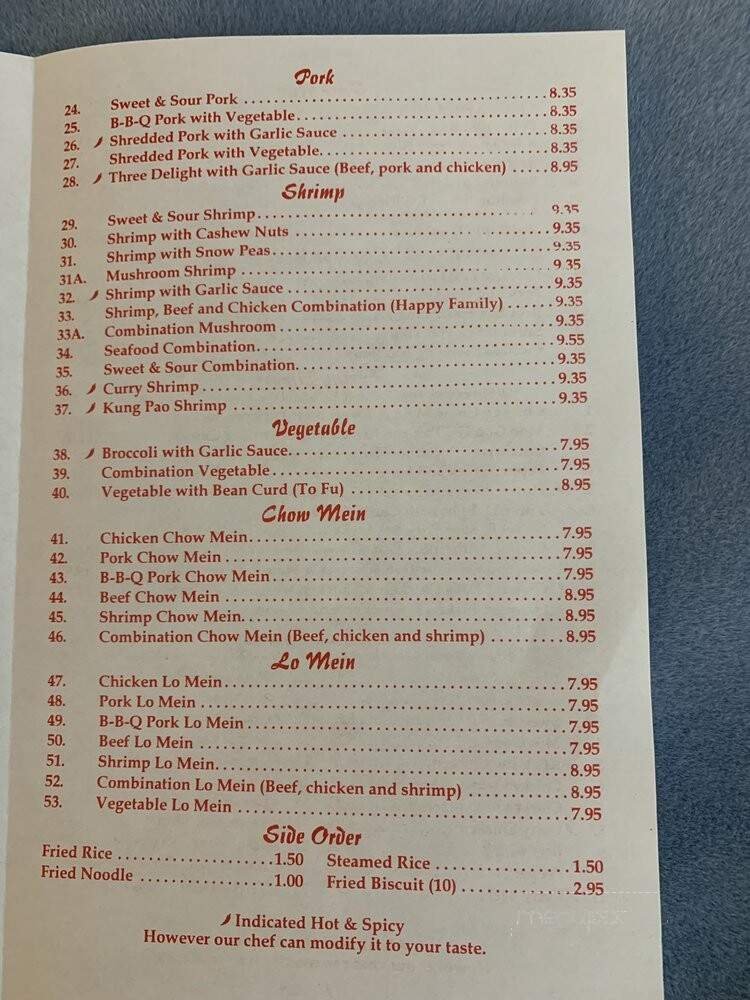 Pork
24. Sweet & Sour Pork 8.35
25. B-B-Q Pork with Vegetable 8.35
26. Shredded Pork with Garlic Sauce 8.35
27. Shredded Pork with Vegetable 8.35
28. Three Delight with Garlic Sauce (Beef, pork and chicken) 8.95
Shrimp
29. Sweet & Sour Shrimp 9.35
30. Shrimp with Cashew Nuts 9.35
31. Shrimp with Snow Peas 9.35
31A. Mushroom Shrimp 9.35
32. Shrimp with Garlic Sauce 9.35
33. Shrimp, Beef and Chicken Combination (Happy Family) 9.35
33A. Combination Mushroom 9.35
34. Seafood Combination 9.55
35. Sweet & Sour Combination 9.35
36. Curry Shrimp 9.35
37. Kung Pao Shrimp 9.35
Vegetable
38. Broccoli with Garlic Sauce 7.95
39. Combination Vegetable 7.95
40. Vegetable with Bean Curd (To Fu) 8.95
Chow Mein
41. Chicken Chow Mein 7.95
42. Pork Chow Mein 7.95
43. B-B-Q Pork Chow Mein 7.95
44. Beef Chow Mein 8.95
45. Shrimp Chow Mein 8.95
46. Combination Chow Mein (Beef, chicken and shrimp) 8.95
Lo Mein
47. Chicken Lo Mein 7.95
48. Pork Lo Mein 7.95
49. B-B-Q Pork Lo Mein 7.95
50. Beef Lo Mein 7.95
51. Shrimp Lo Mein 8.95
52. Combination Lo Mein (Beef, chicken and shrimp) 8.95
53. Vegetable Lo Mein 7.95
Side Order
Fried Rice 1.50 Steamed Rice 1.50
Fried Noodle 1.00 Fried Biscuit (10) 2.95
Indicated Hot & Spicy
However our chef can modify it to your taste.